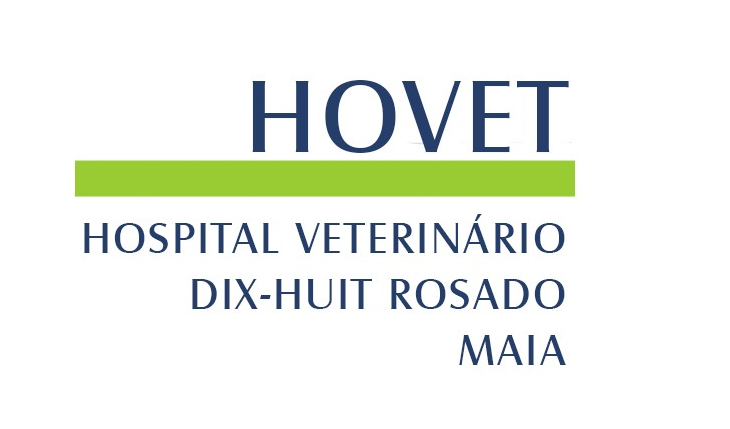 HOVET
HOSPITAL VETERINÁRIO
DIX-HUIT ROSADO
MAIA